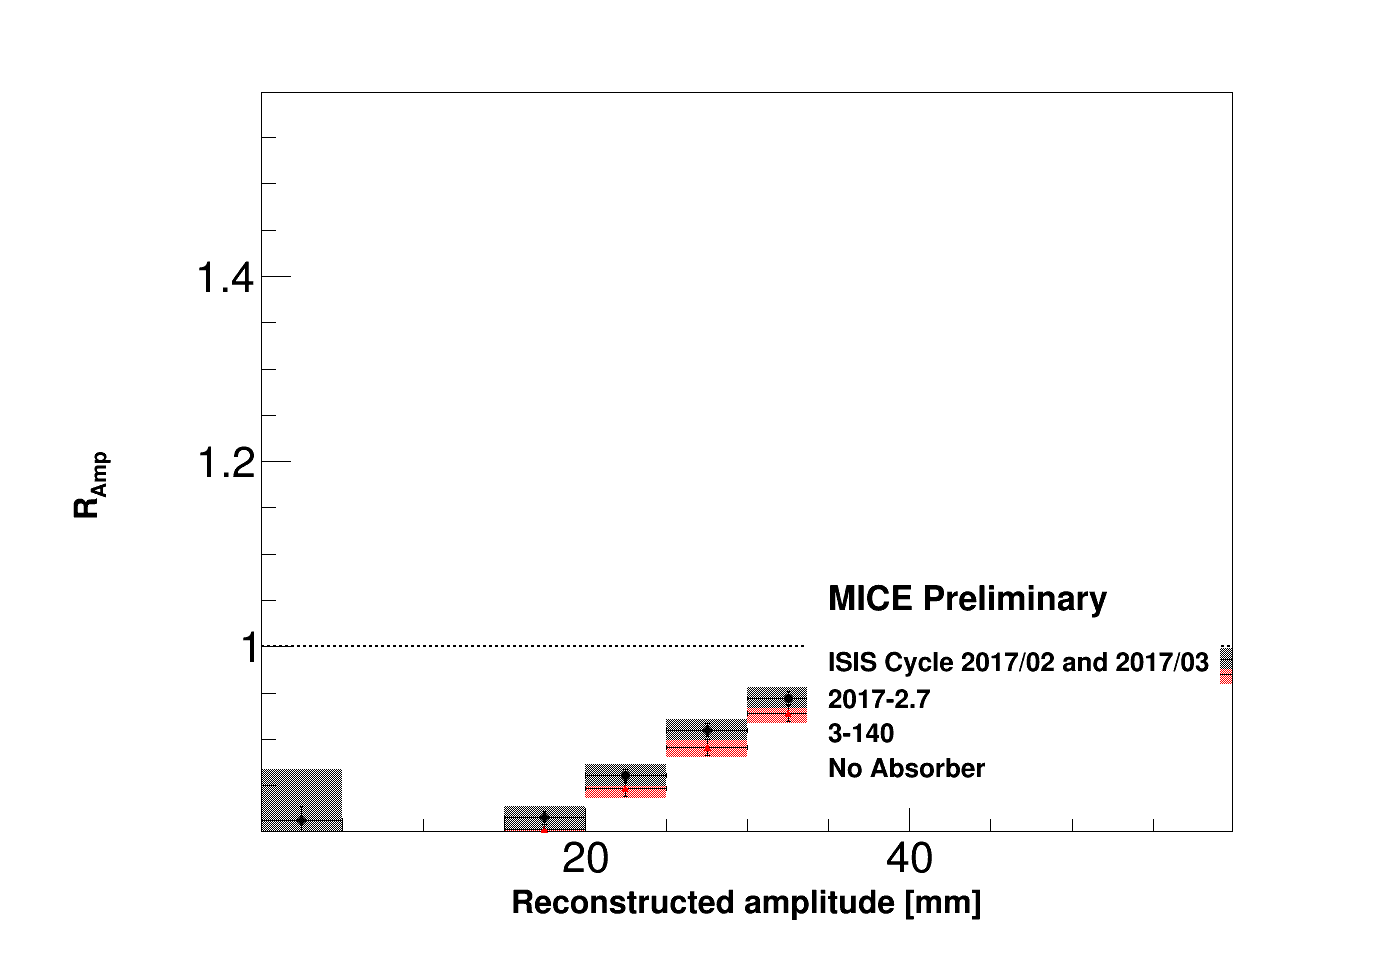 1.4
1.2
1
R_Amp
MICE Preliminary
ISIS Cycle 2017/02 and 2017/03
2017-2.7
3-140
No Absorber
20
40
Reconstructed amplitude [mm]